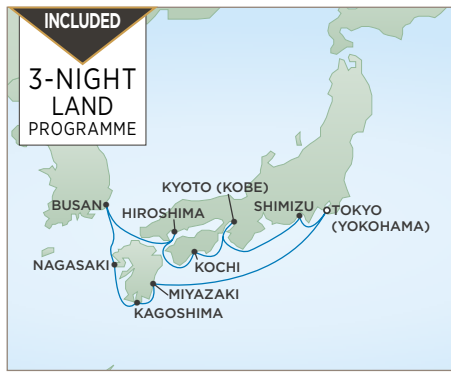 INCLUDED
3-NIGHT
LAND
PROGRAMME
KYOTO (KOBE)
BUSAN
HIROSHIMA
SHIMIZU
TOKYO
(YOKOHAMA)
NAGASAKI
KOCHI
MIYAZAKI
KAGOSHIMA